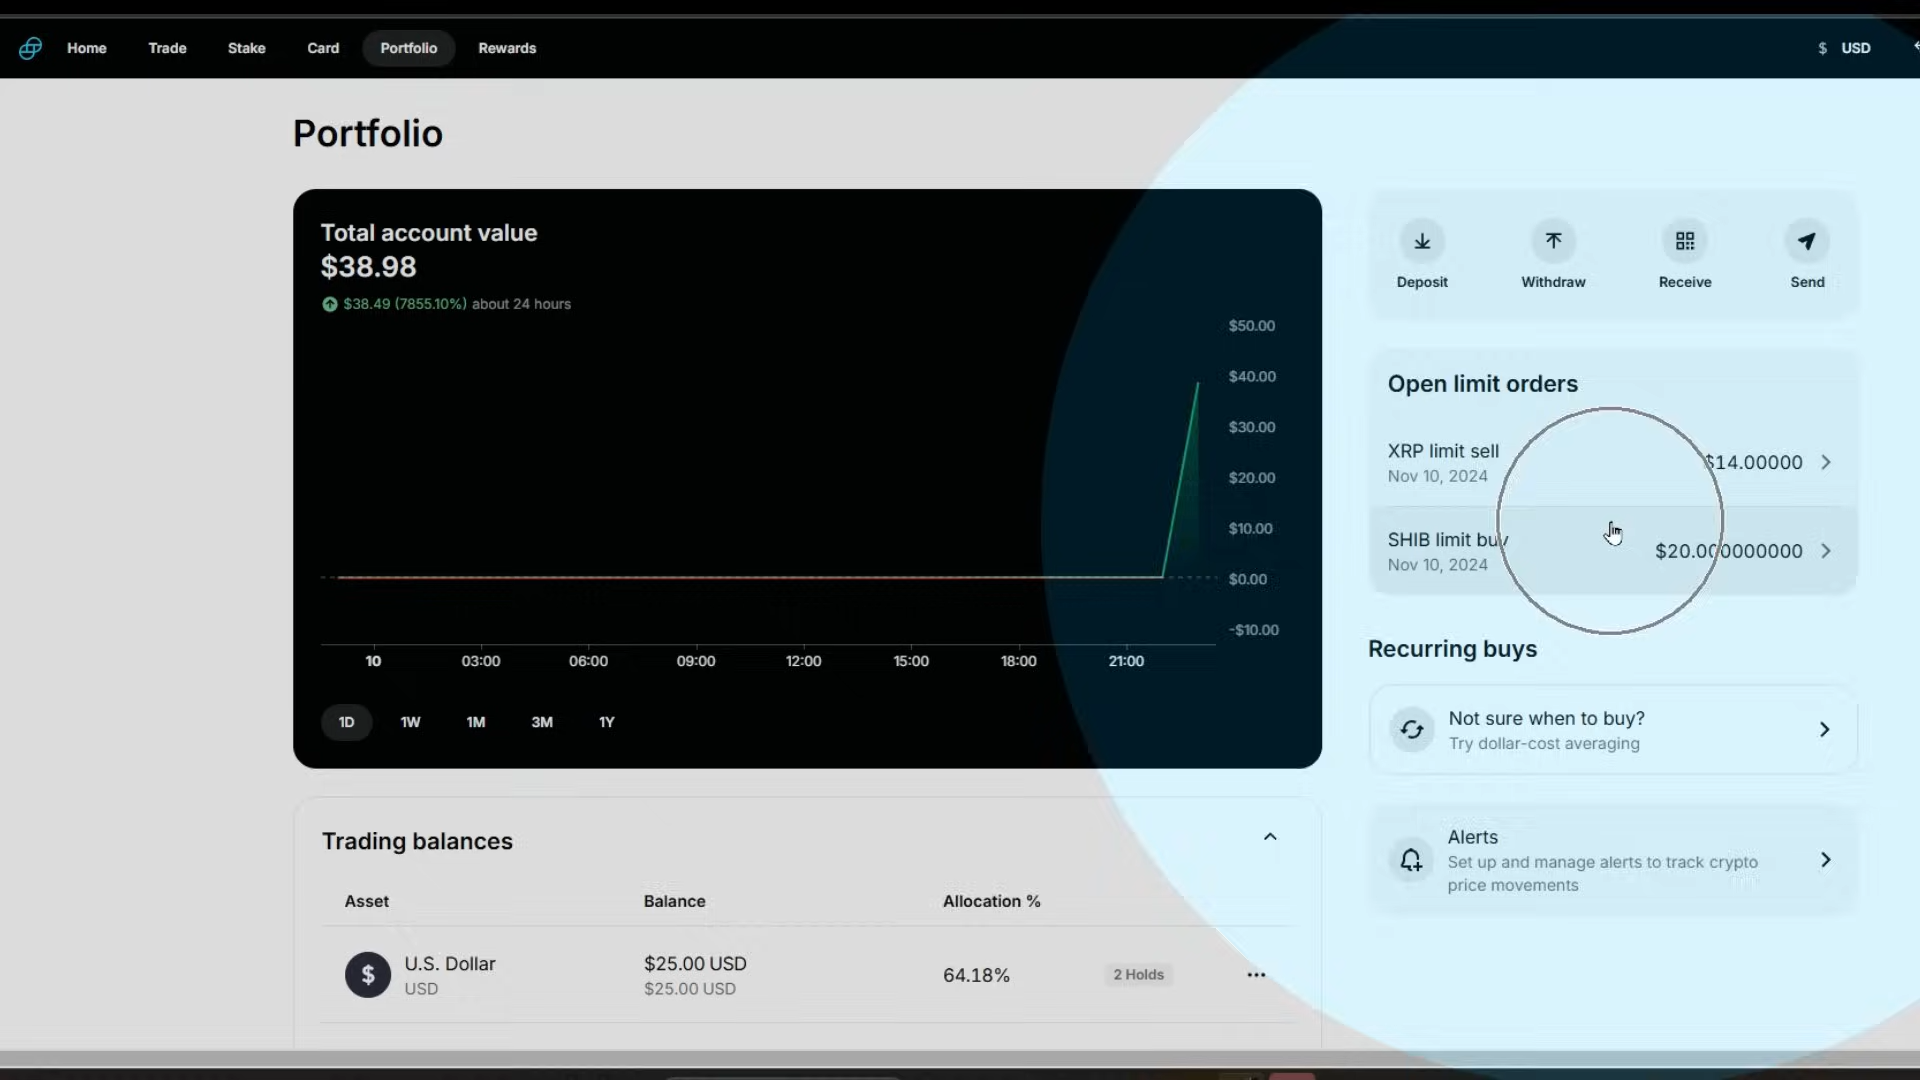 Home Trade Stake Card Portfolio Rewards $ USD
Portfolio
Total account value
$38.98
$38.49 (7855.10%) about 24 hours
$50.00
$40.00
$30.00
$20.00
$10.00
$0.00
-$10.00
10 03:00 06:00 09:00 12:00 15:00 18:00 21:00
1D 1W 1M 3M 1Y
Trading balances
Asset Balance Allocation %
$ U.S. Dollar $25.00 USD 64.18% 2 Holds
USD $25.00 USD
Deposit Withdraw Receive Send
Open limit orders
XRP limit sell $14.00000
Nov 10, 2024
SHIB limit buy $20.000000000
Nov 10, 2024
Recurring buys
Not sure when to buy?
Try dollar-cost averaging
Alerts
Set up and manage alerts to track crypto
price movements